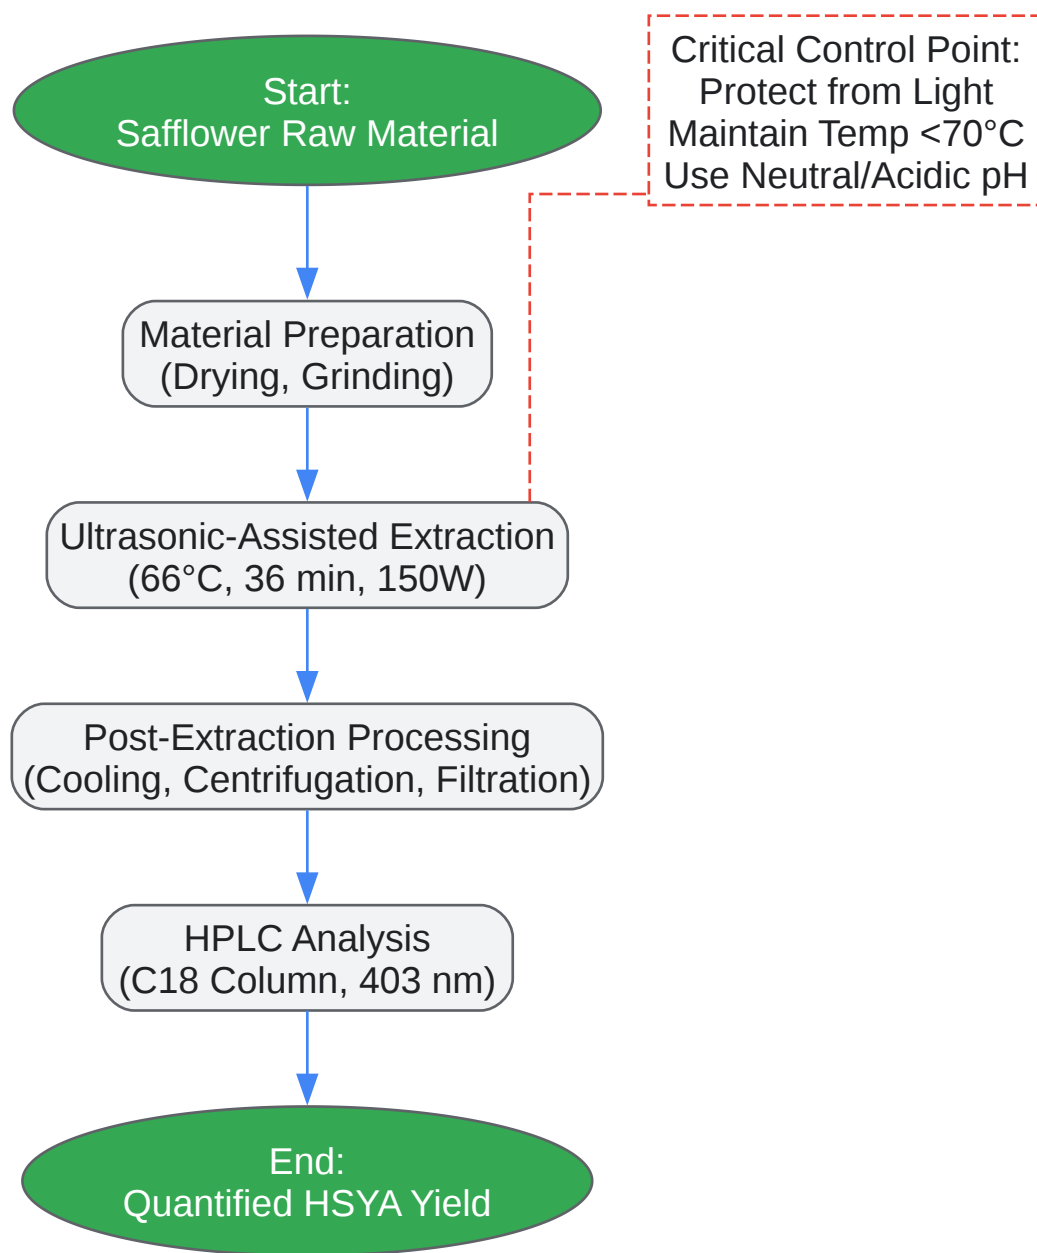 Start:
Safflower Raw Material
Critical Control Point:
Protect from Light
Maintain Temp <70°C
Use Neutral/Acidic pH
Material Preparation
(Drying, Grinding)
Ultrasonic-Assisted Extraction
(66°C, 36 min, 150W)
Post-Extraction Processing
(Cooling, Centrifugation, Filtration)
HPLC Analysis
(C18 Column, 403 nm)
End:
Quantified HSYA Yield